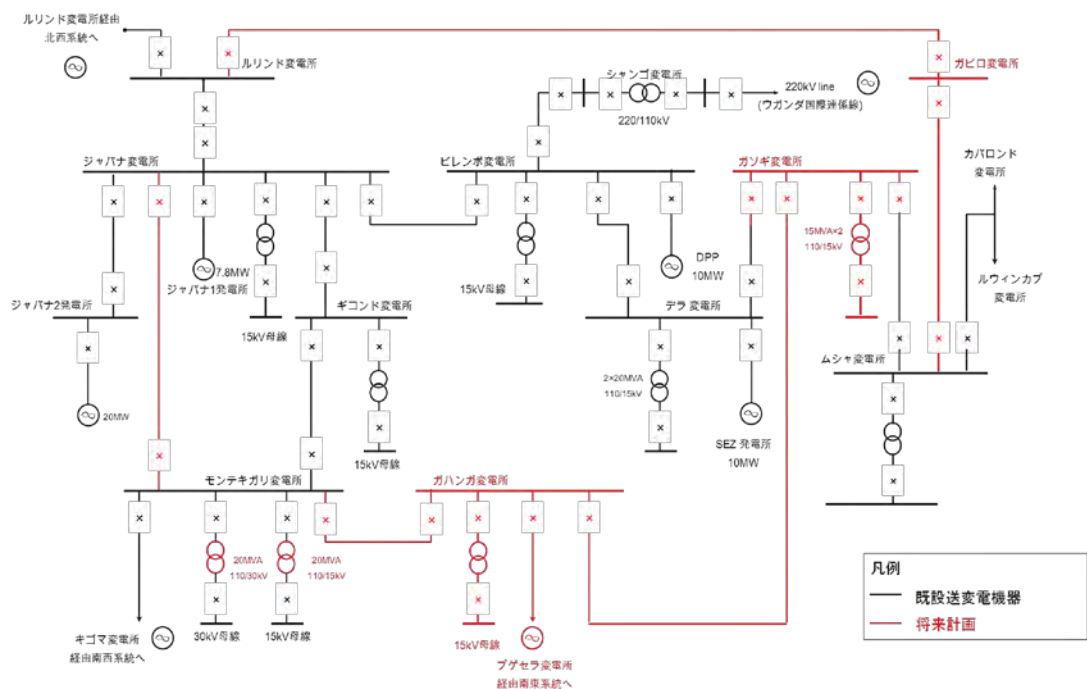 ルリンド変電所経由
北西系統へ
ルリンド変電所
ガビロ変電所
シャンゴ変電所
220/110kV
220kV line
(ウガンダ国際連係線)
ジャバナ変電所
ビレンボ変電所
ガソギ変電所
カバロンド
変電所
15MVA×2
110/15kV
7.8MW
ジャバナ1発電所
DPP
10MW
ルウィンカブ
変電所
ジャバナ2発電所
15kV母線
ギコンド変電所
15kV母線
デラ変電所
ムシャ変電所
20MW
2×20MVA
110/15kV
15kV母線
SEZ 発電所
10MW
モンテキガリ変電所
ガハンガ変電所
20MVA
110/30kV
20MVA
110/15kV
キゴマ変電所
経由南西系統へ
30kV母線
15kV母線
15kV母線
ブゲセラ変電所
経由南東系統へ
凡例
既設送変電機器
将来計画